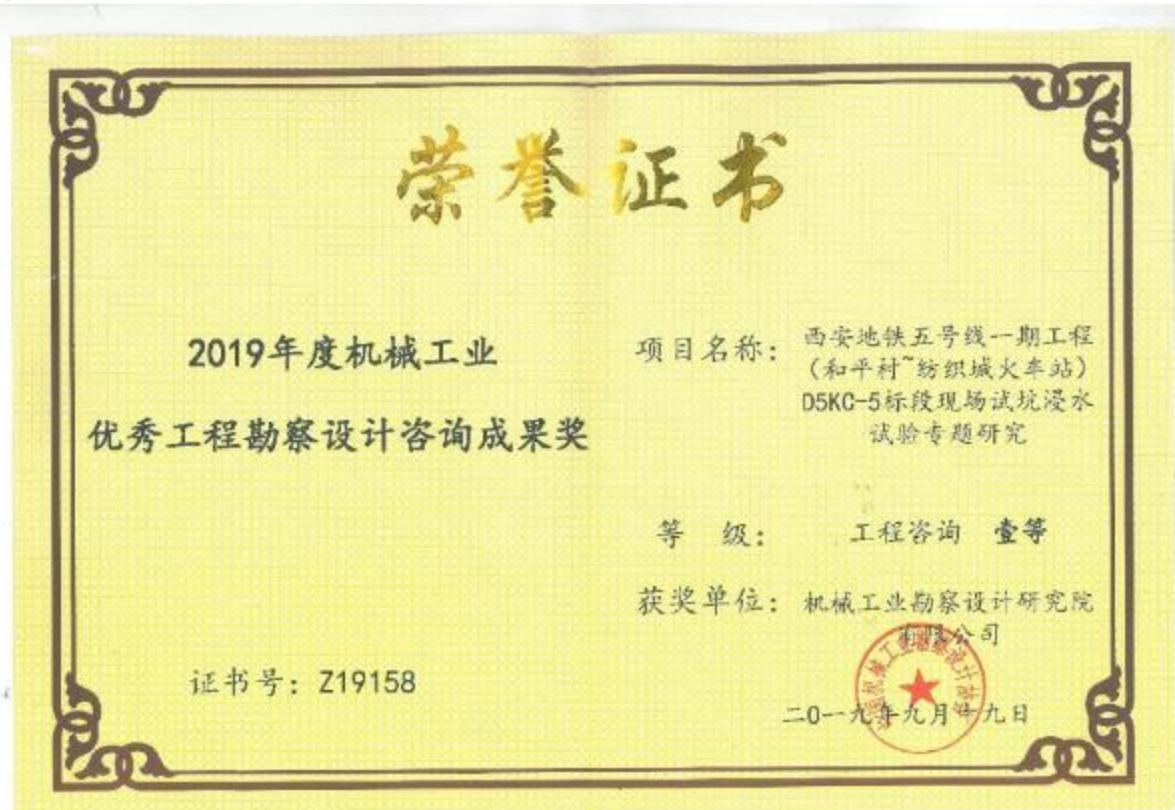 荣誉证书
2019年度机械工业
优秀工程勘察设计咨询成果奖
证书号：Z19158
项目名称：西安地铁五号线一期工程
（和平村~纺织城火车站）
D5KC-5标段现场试坑浸水
试验专题研究
等 级： 工程咨询 壹等
获奖单位：机械工业勘察设计研究院
有限公司
二0一九年九月十九日